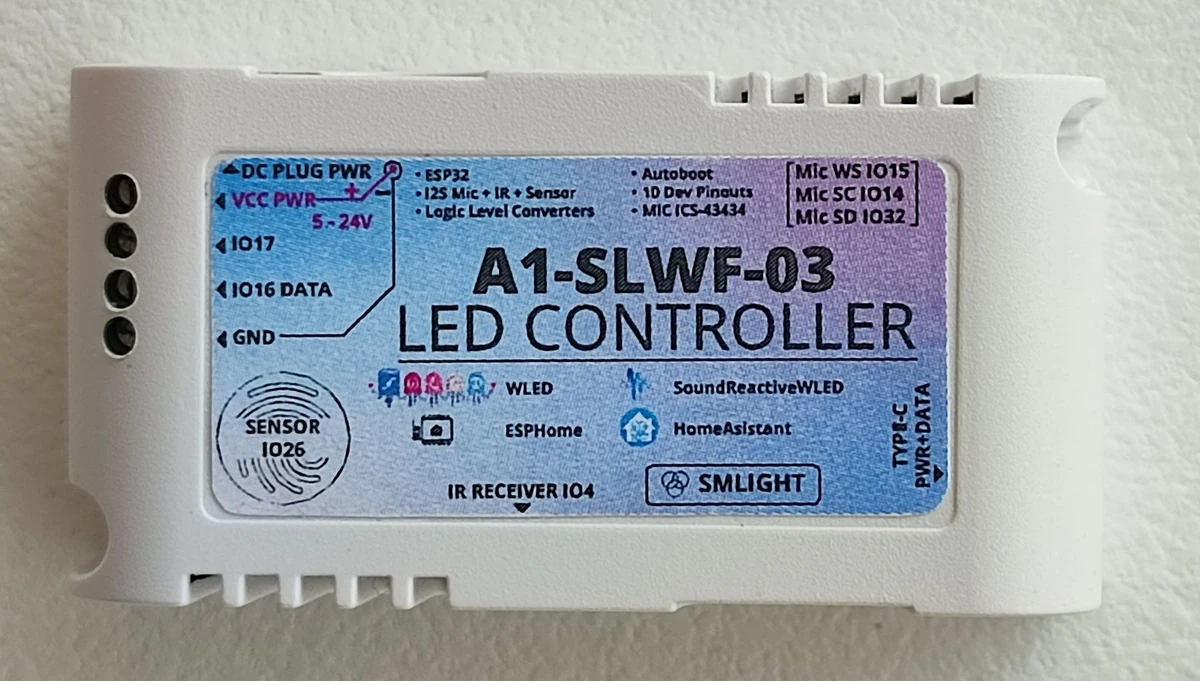 DC PLUG PWR
VCC PWR + -
5-24V
IO17
IO16 DATA
GND
SENSOR
IO26
• ESP32
• I2S Mic + IR + Sensor
• Logic Level Converters
• Autoboot
• 10 Dev Pinouts
• MIC ICS-43434
[Mic WS IO15
Mic SC IO14
Mic SD IO32]
A1-SLWF-03
LED CONTROLLER
WLED
SoundReactiveWLED
ESPHome
HomeAsistant
IR RECEIVER IO4
SMLIGHT
TYPE-C
PWR+DATA